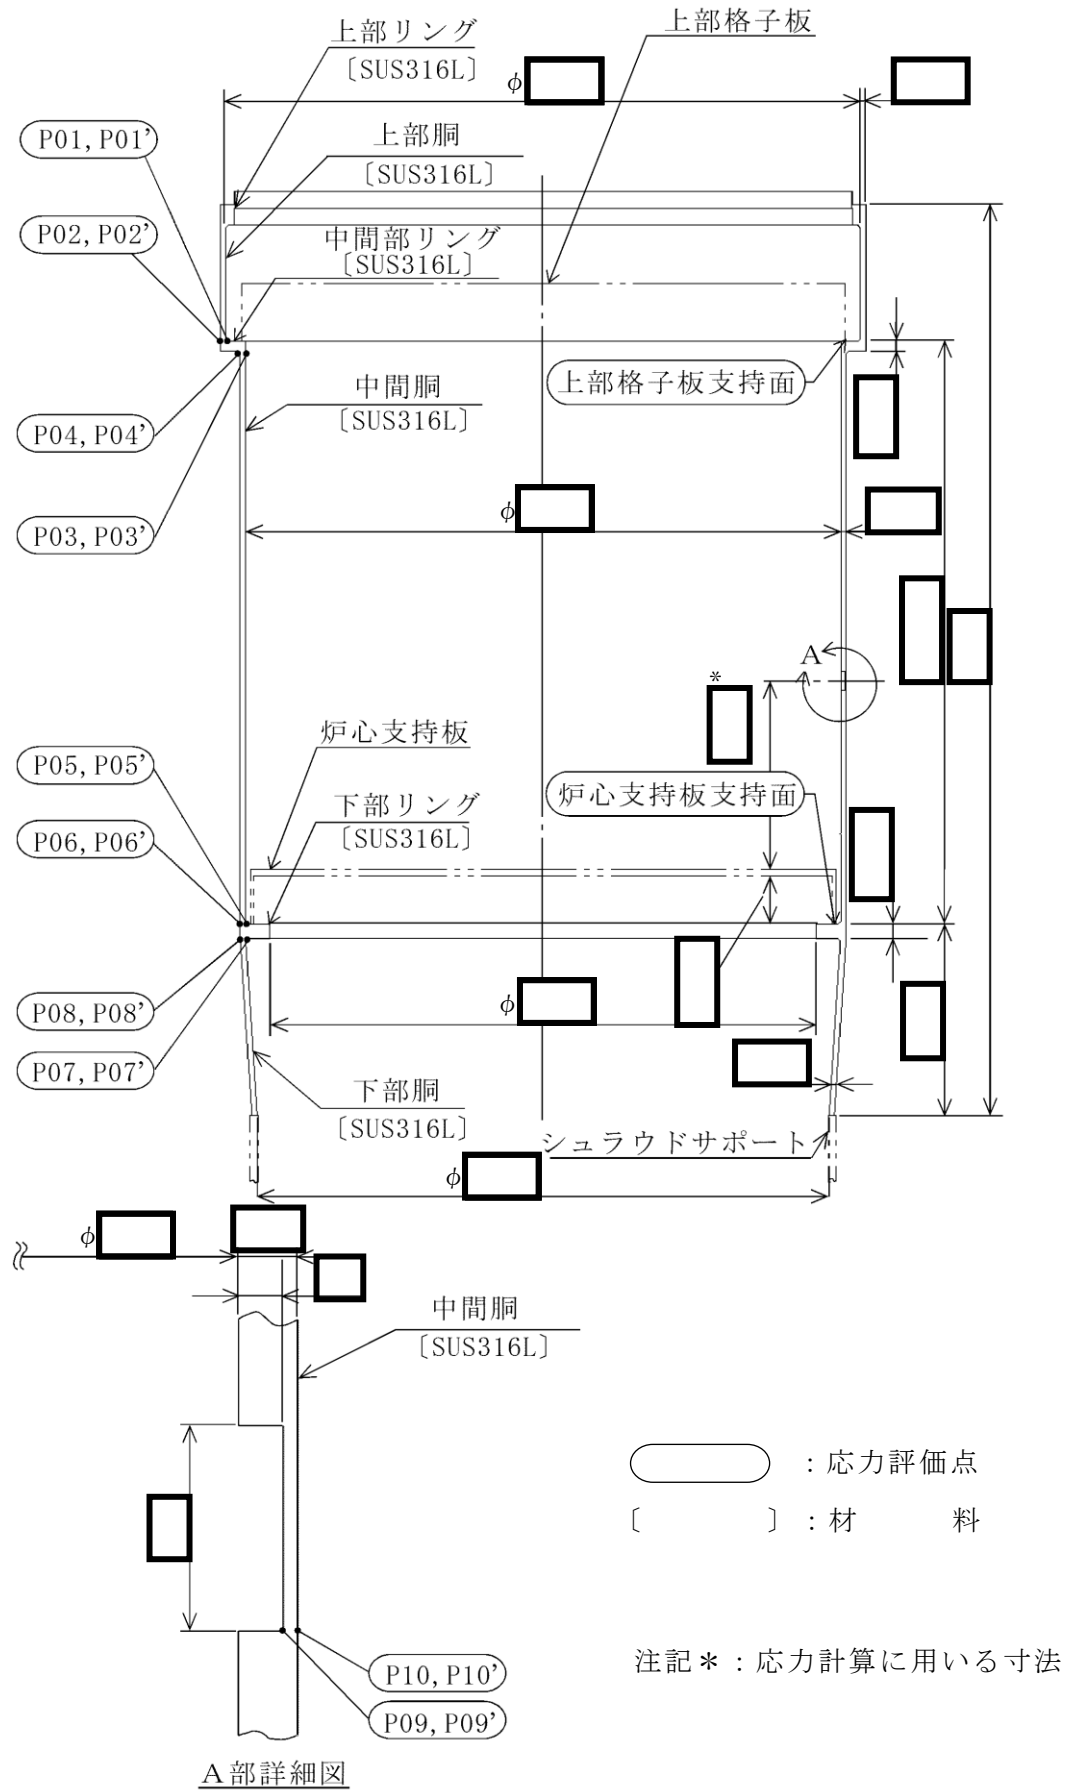 上部リング
〔SUS316L〕
上部格子板
φ
P01, P01’
上部胴
〔SUS316L〕
P02, P02’
中間部リング
〔SUS316L〕
中間胴
〔SUS316L〕
上部格子板支持面
P04, P04’
P03, P03’
φ
A
*
炉心支持板
P05, P05’
炉心支持板支持面
下部リング
〔SUS316L〕
P06, P06’
φ
P08, P08’
P07, P07’
下部胴
〔SUS316L〕
シュラウドサポート
φ
φ
中間胴
〔SUS316L〕
：応力評価点
〔 〕：材 料
注記＊：応力計算に用いる寸法
P10, P10’
P09, P09’
A部詳細図